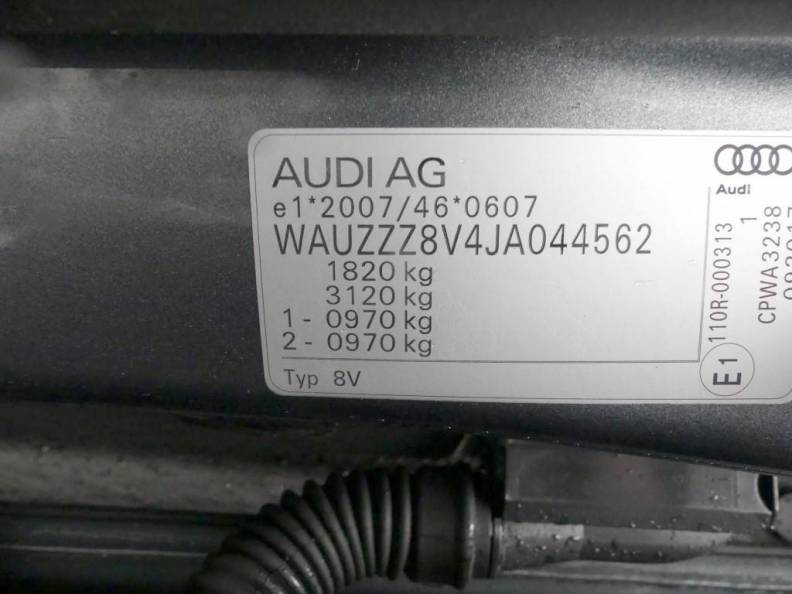 AUDI AG
e1*2007/46*0607
WAUZZZ8V4JA044562
1820 kg
3120 kg
1 - 0970 kg
2 - 0970 kg
Typ 8V
Audi
E1
110R-000313
1
CPWA3238